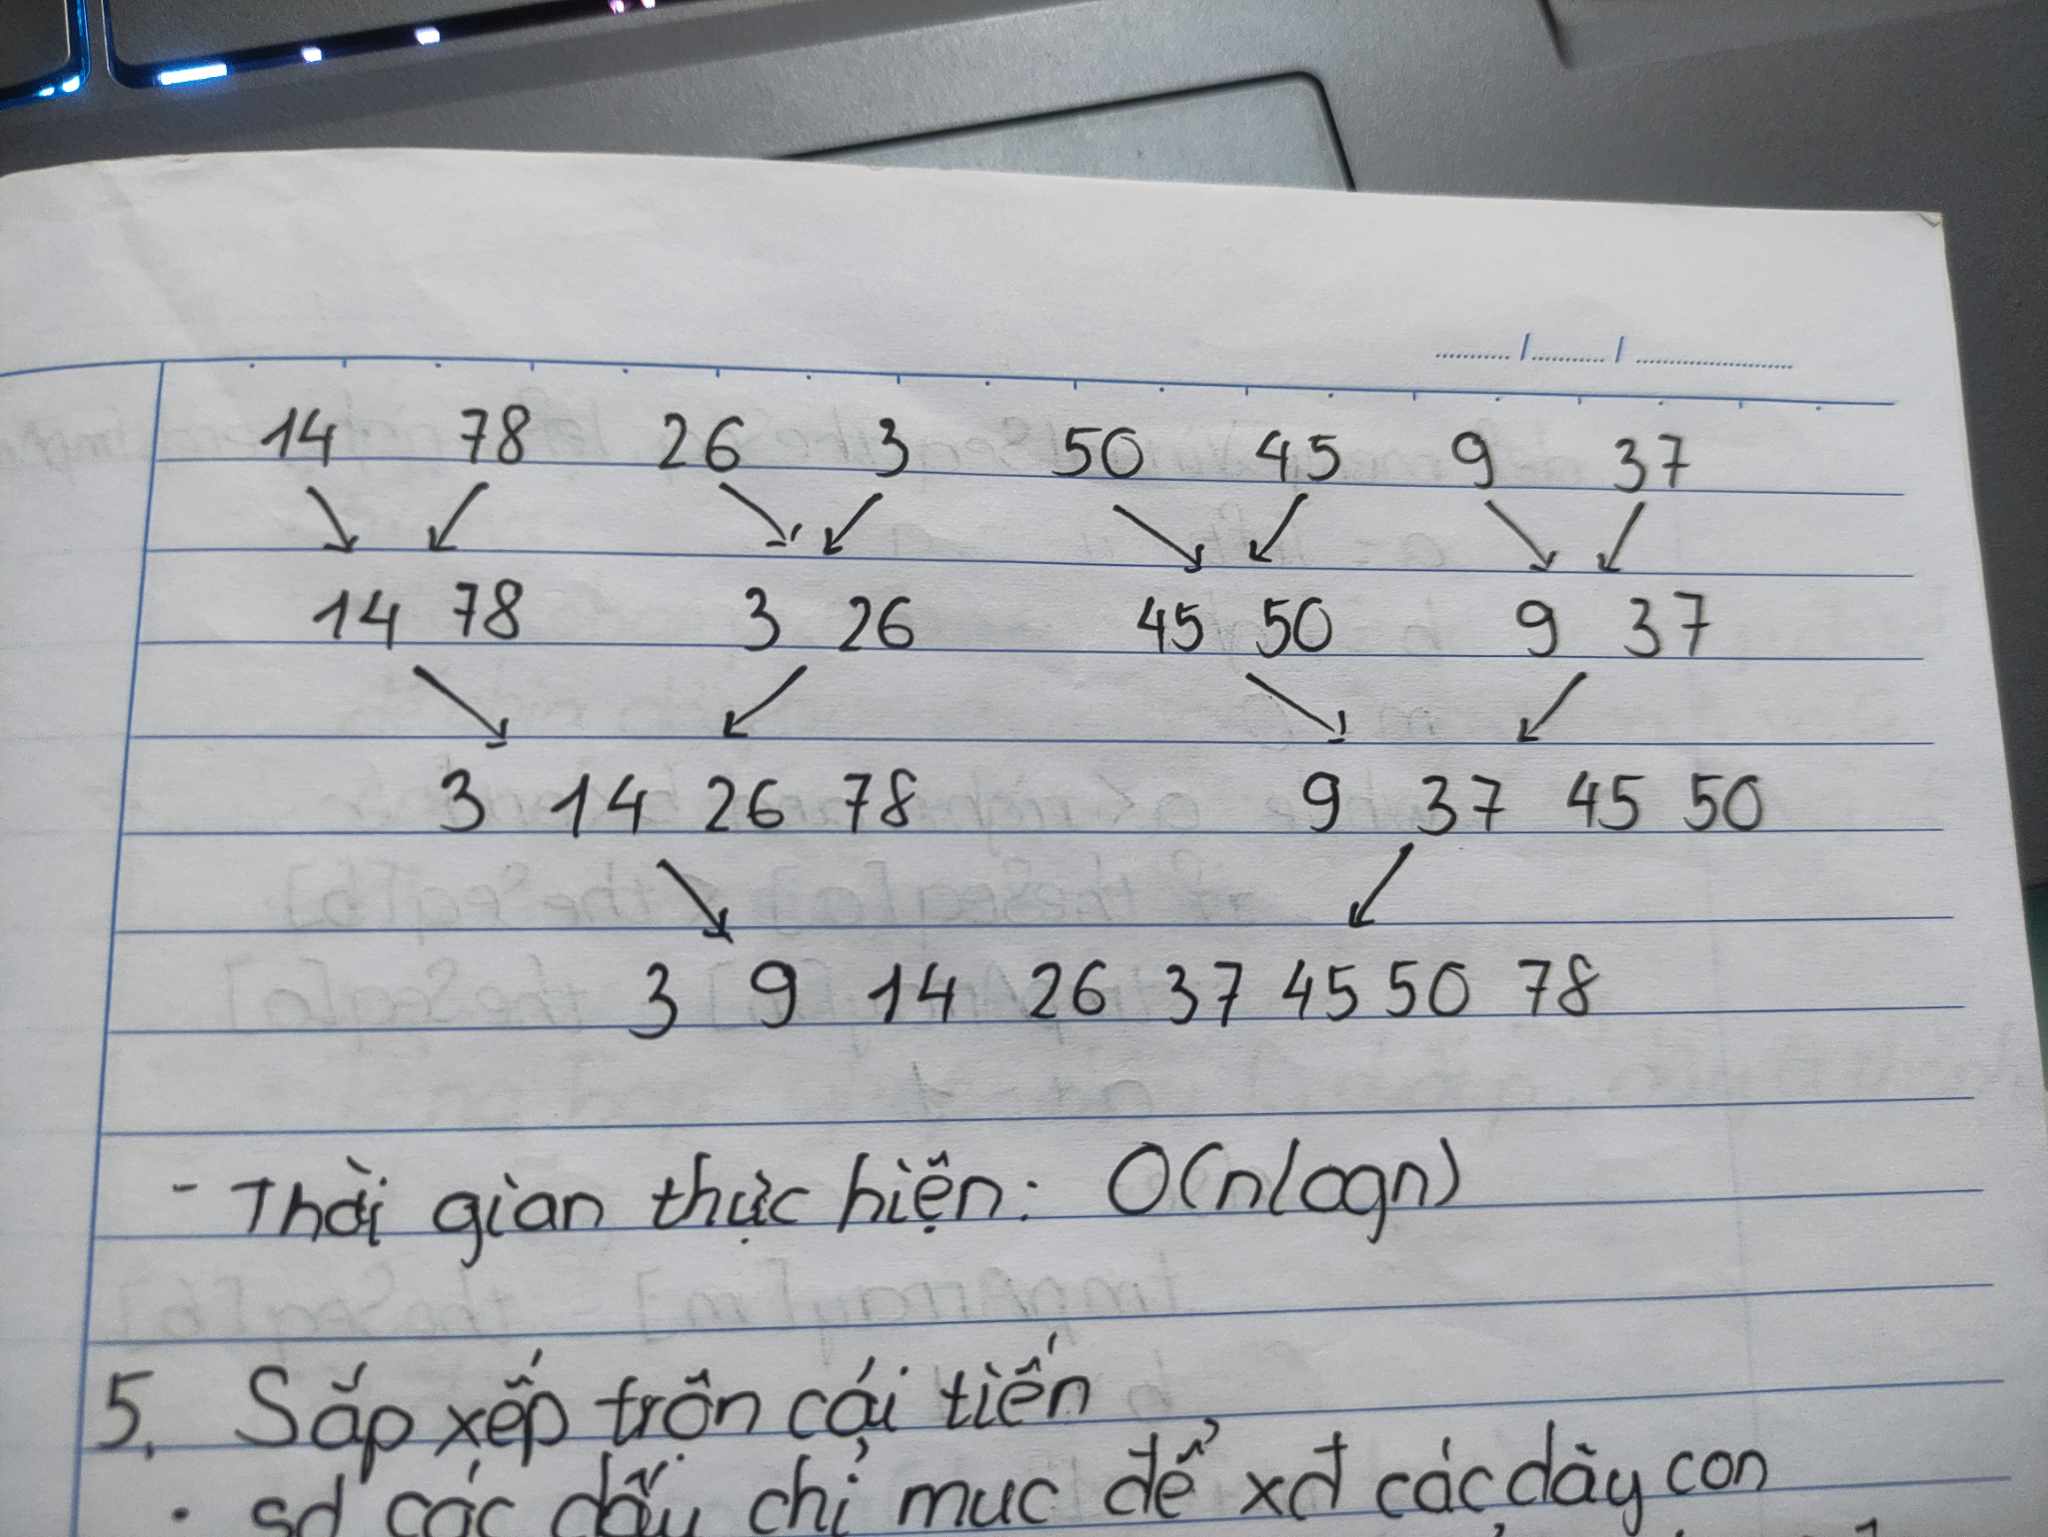 14 78 26 3 50 45 9 37
14 78 3 26 45 50 9 37
3 14 26 78 9 37 45 50
3 9 14 26 37 45 50 78
- Thời gian thực hiện: O(nlogn)
5. Sắp xếp trộn cải tiến
• sd các dấu chỉ mục để xđ các dãy con